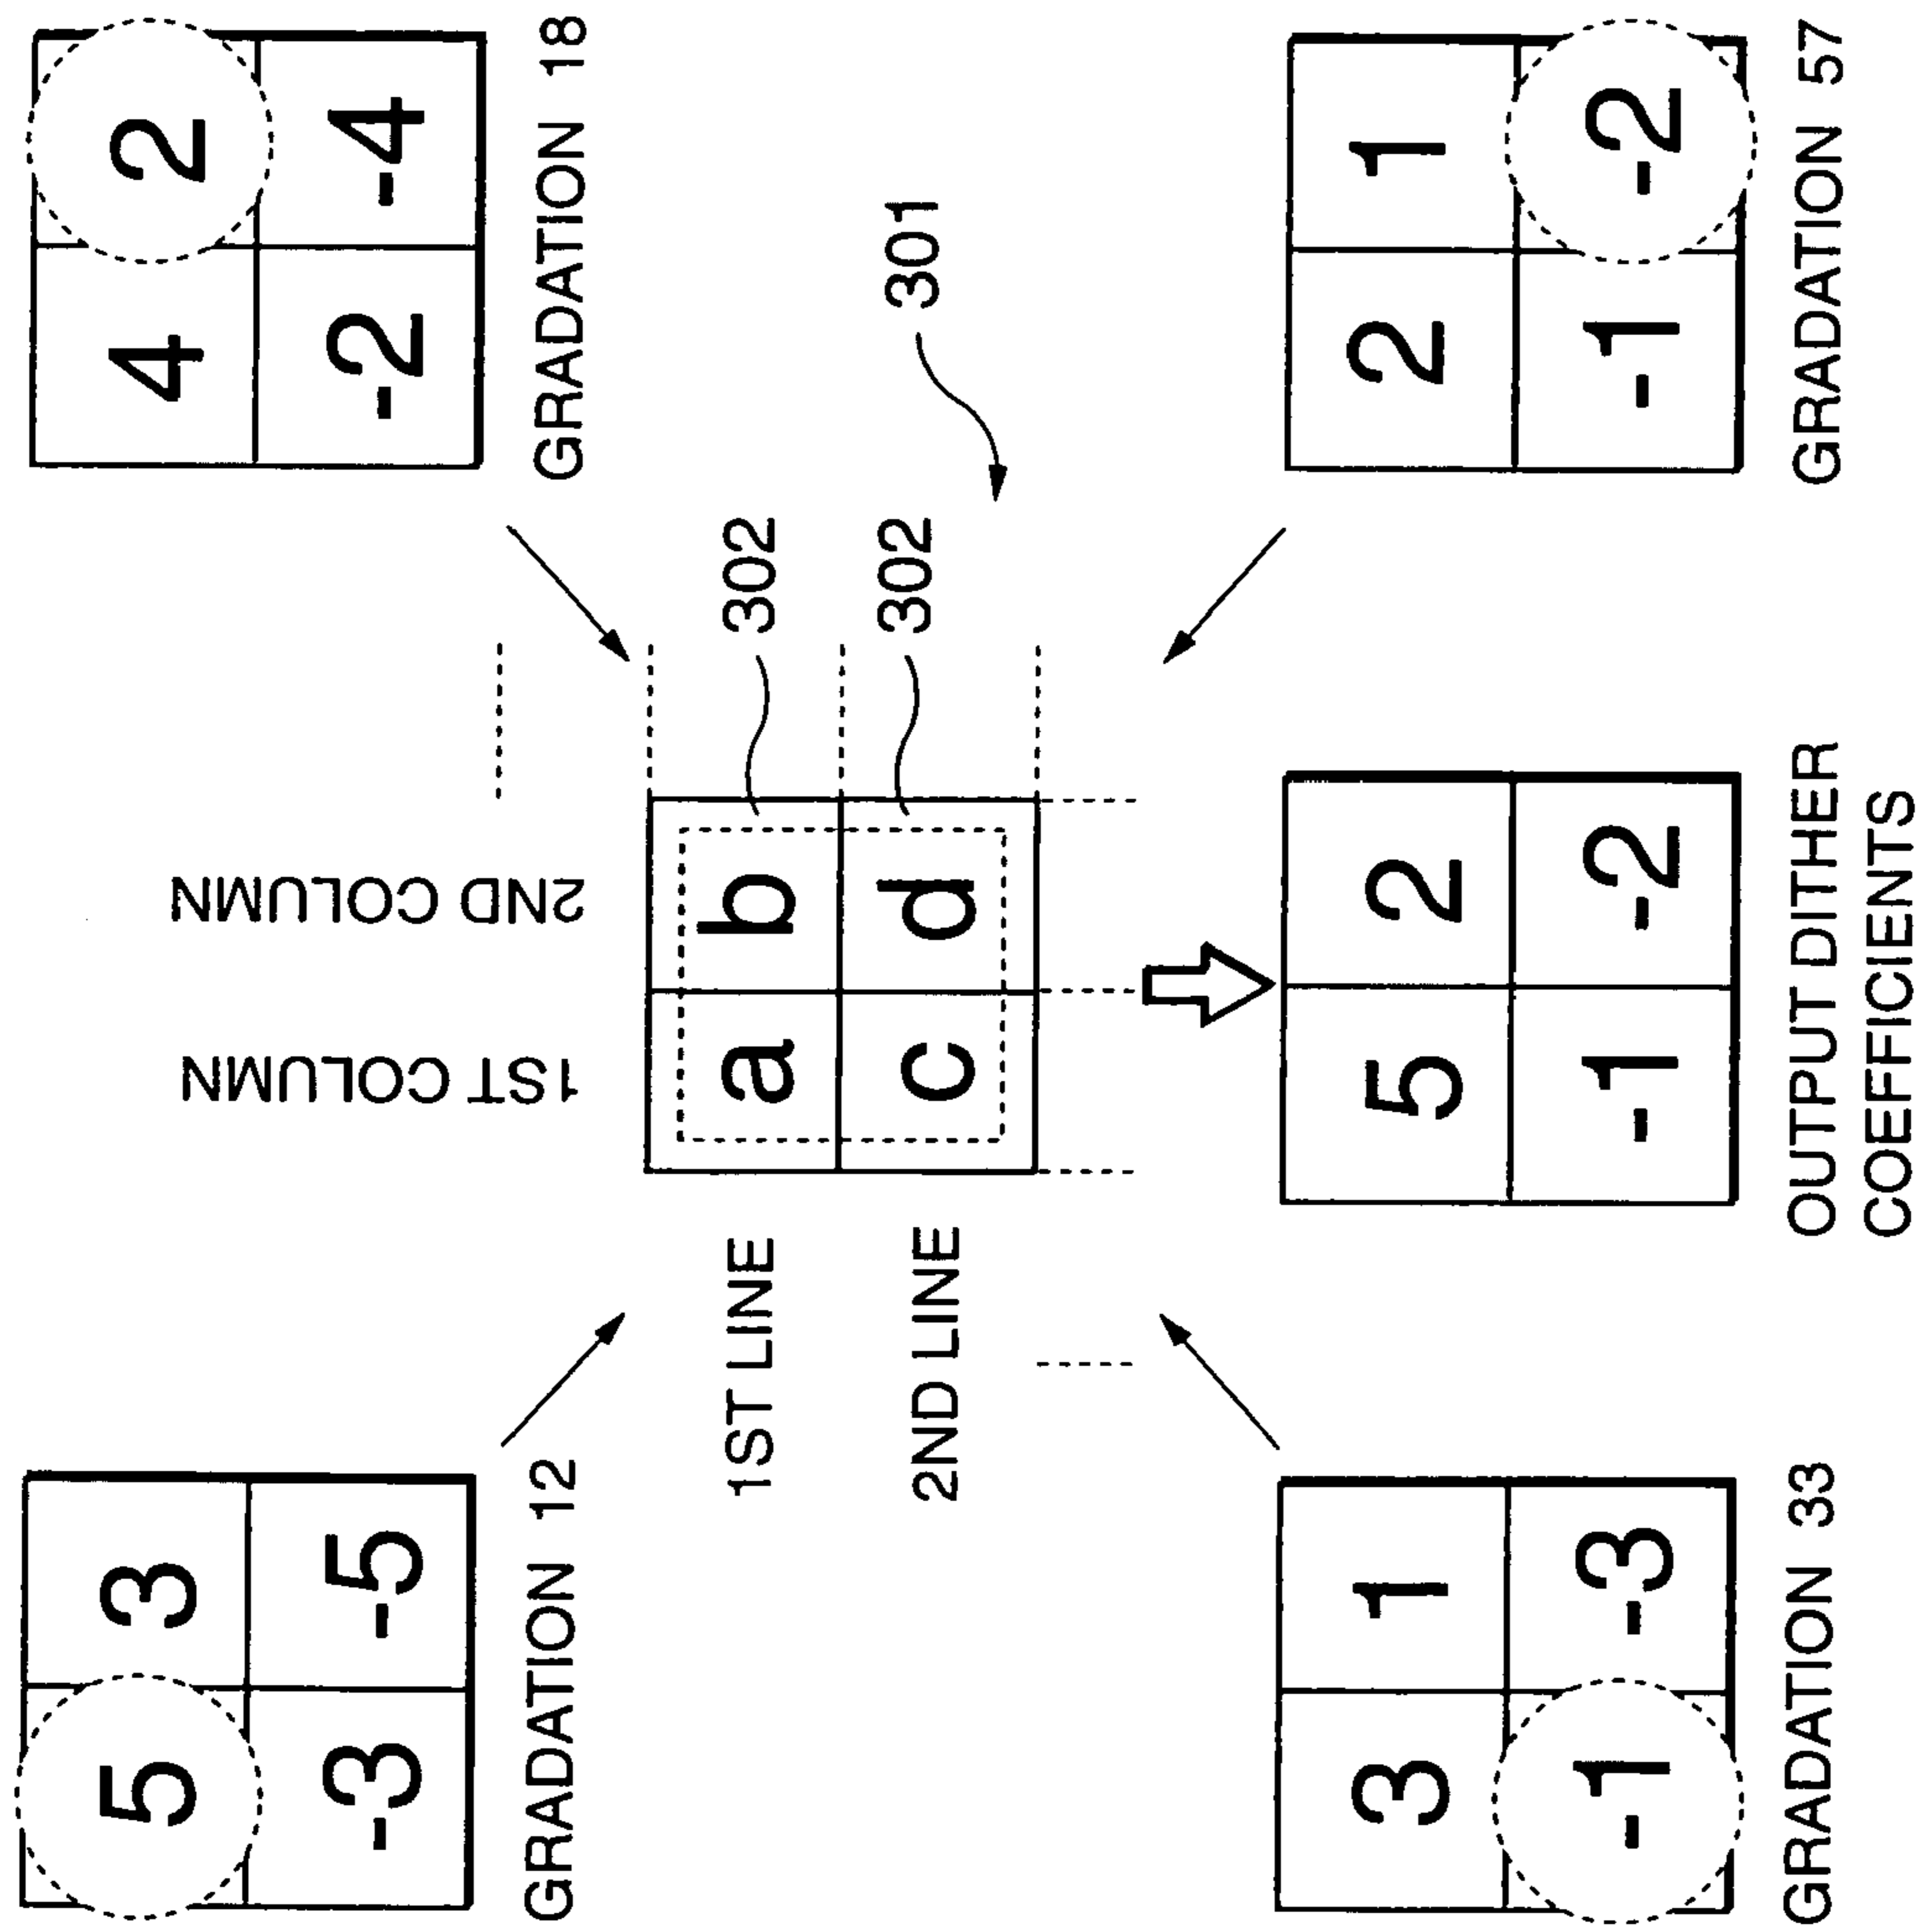 5 3
-3 -5
GRADATION 12
4 2
-2 -4
GRADATION 18
1ST COLUMN
2ND COLUMN
1ST LINE
2ND LINE
a b
c d
302
302
301
3 1
-1 -3
GRADATION 33
5 2
-1 -2
OUTPUT DITHER
COEFFICIENTS
2 1
-1 -2
GRADATION 57